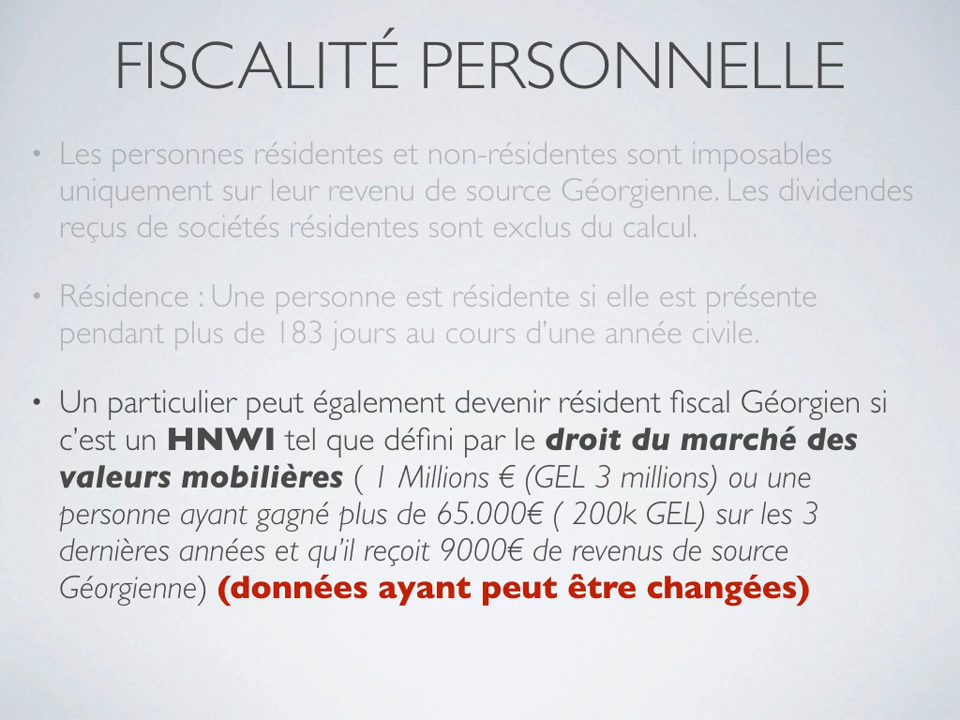 FISCALITÉ PERSONNELLE
• Les personnes résidentes et non-résidentes sont imposables
uniquement sur leur revenu de source Géorgienne. Les dividendes
reçus de sociétés résidentes sont exclus du calcul.
• Résidence : Une personne est résidente si elle est présente
pendant plus de 183 jours au cours d’une année civile.
• Un particulier peut également devenir résident fiscal Géorgien si
c’est un HNWI tel que défini par le droit du marché des
valeurs mobilières ( 1 Millions € (GEL 3 millions) ou une
personne ayant gagné plus de 65.000€ ( 200k GEL) sur les 3
dernières années et qu’il reçoit 9000€ de revenus de source
Géorgienne) (données ayant peut être changées)